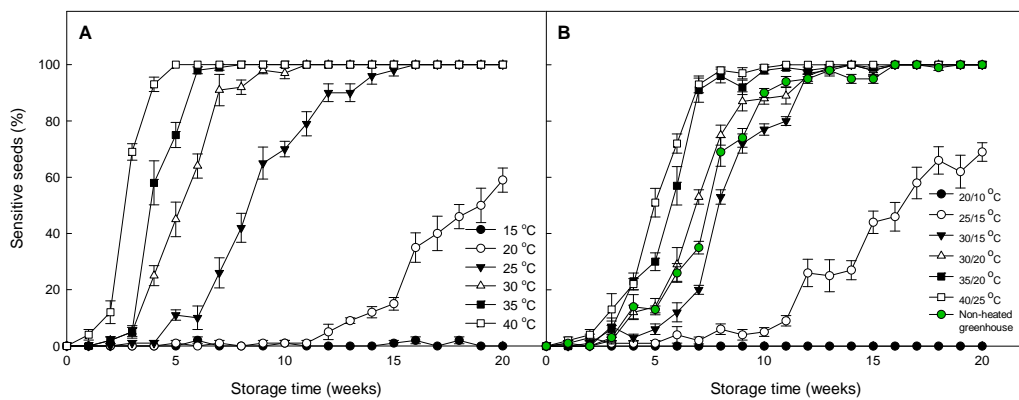 A
B
Sensitive seeds (%)
100
80
60
40
20
0
15 °C
20 °C
25 °C
30 °C
35 °C
40 °C
20/10 °C
25/15 °C
30/15 °C
30/20 °C
35/20 °C
40/25 °C
Non-heated
greenhouse
0 5 10 15 20
0 5 10 15 20
Storage time (weeks)
Storage time (weeks)